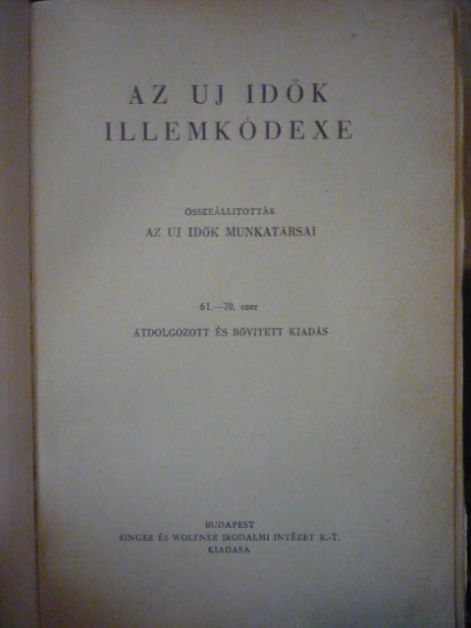 AZ UJ IDŐK
ILLEMKÓDEXE
ÖSSZEÁLLITOTTÁK
AZ UJ IDŐK MUNKATÁRSAI
61.—70. ezer
ÁTDOLGOZOTT ÉS BŐVITETT KIADÁS
BUDAPEST
SINGER ÉS WOLFNER IRODALMI INTÉZET R.-T.
KIADÁSA